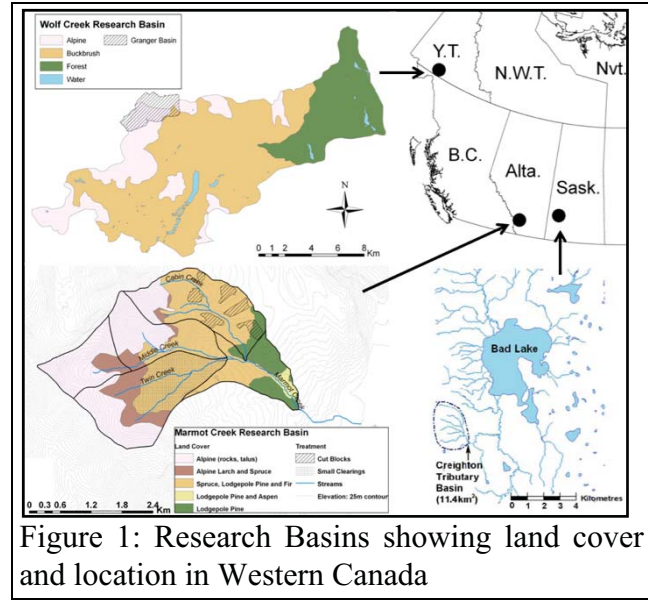 Wolf Creek Research Basin
Alpine
Granger Basin
Buckbrush
Forest
Water
N
0 1 2 4 6 8
Km
Y.T.
N.W.T.
Nvt.
B.C.
Alta.
Sask.
Cabin Creek
Middle Creek
Twin Creek
Marmot Creek
Marmot Creek Research Basin
Land Cover
Treatment
Alpine (rocks, talus)
Cut Blocks
Alpine Larch and Spruce
Small Clearings
Spruce, Lodgepole Pine and Fir
Streams
Lodgepole Pine and Aspen
Elevation: 25m contour
Lodgepole Pine
0 0.3 0.6 1.2 1.8 2.4
Km
Bad Lake
Creighton
Tributary
Basin
(11.4km²)
0 1 2 3 4
Kilometres
Figure 1: Research Basins showing land cover
and location in Western Canada